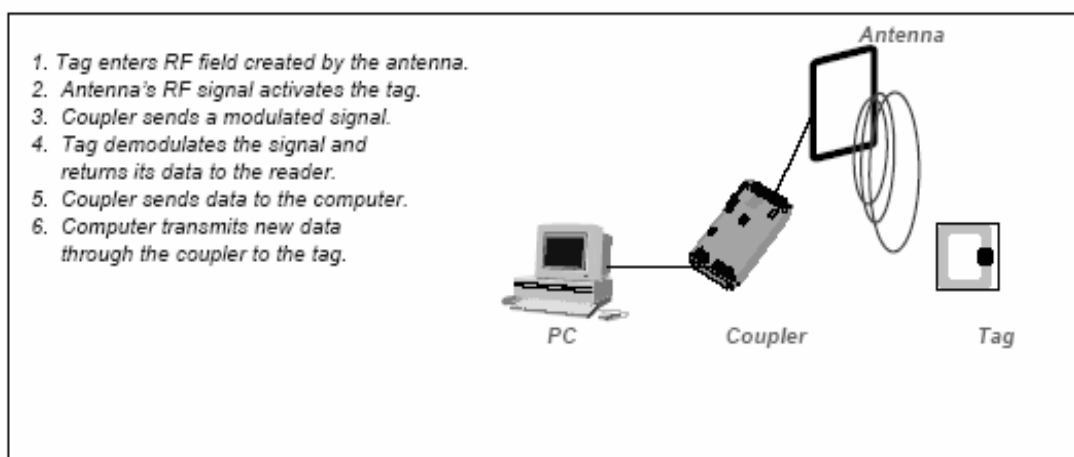 1. Tag enters RF field created by the antenna.
2. Antenna's RF signal activates the tag.
3. Coupler sends a modulated signal.
4. Tag demodulates the signal and
returns its data to the reader.
5. Coupler sends data to the computer.
6. Computer transmits new data
through the coupler to the tag.
Antenna
PC
Coupler
Tag